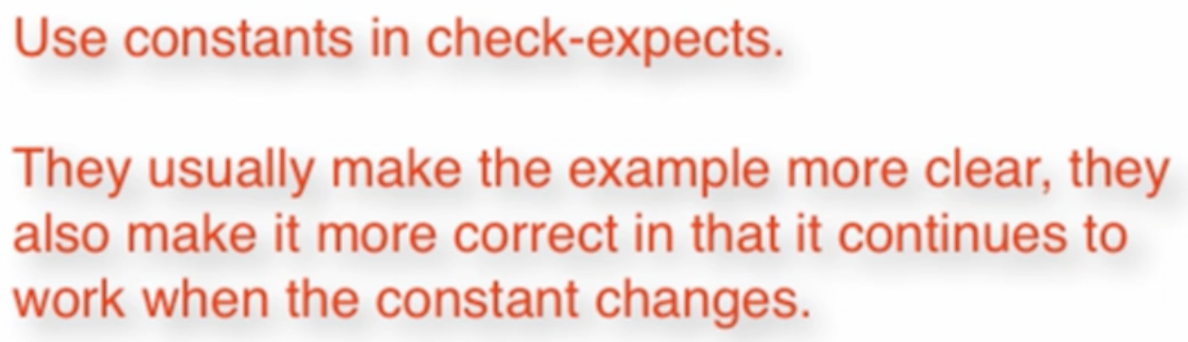 Use constants in check-expects.
They usually make the example more clear, they
also make it more correct in that it continues to
work when the constant changes.